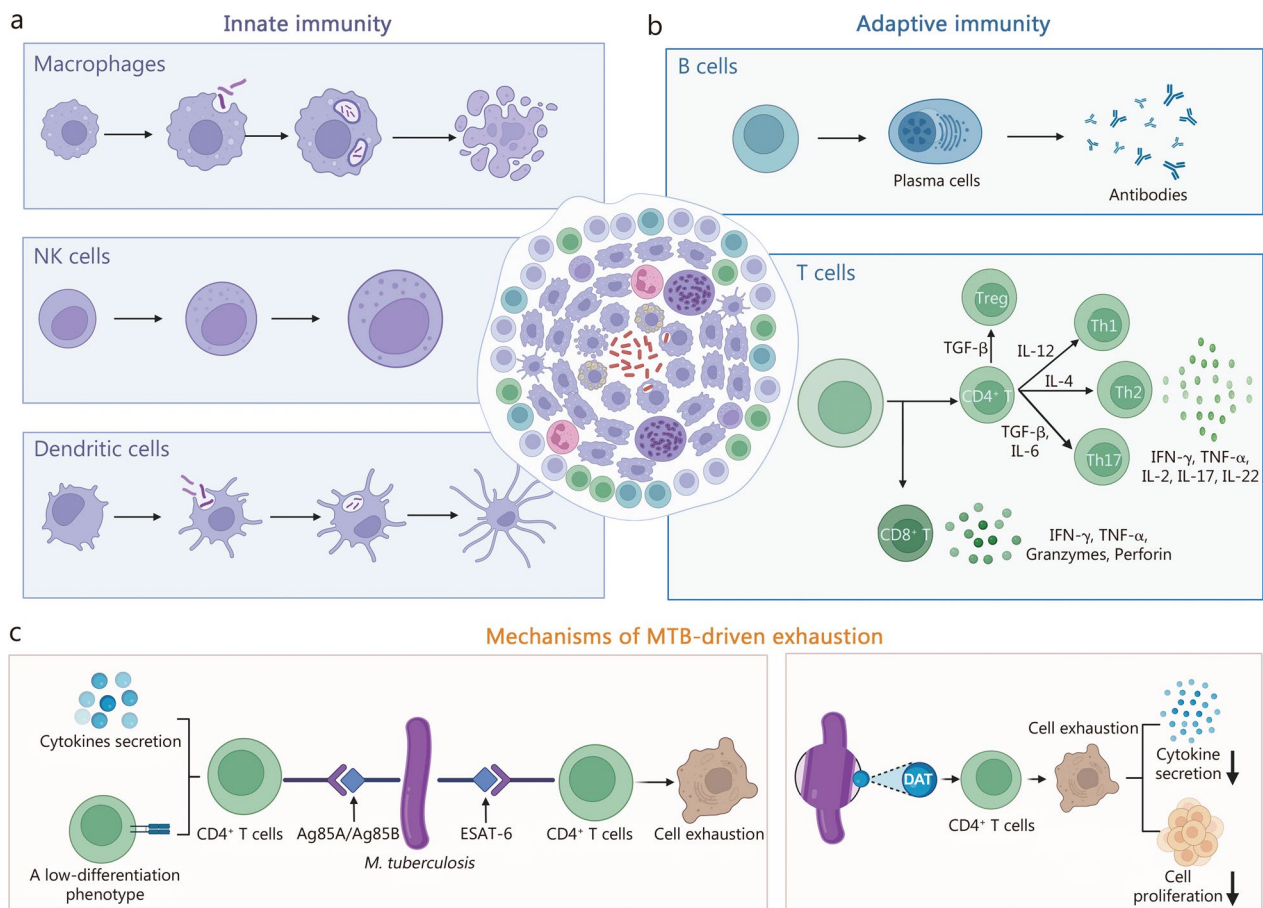 a
Innate immunity
Macrophages
NK cells
Dendritic cells
b
Adaptive immunity
B cells
Plasma cells
Antibodies
T cells
Treg
TGF-β
CD4⁺ T
IL-12
IL-4
TGF-β,
IL-6
Th1
Th2
Th17
IFN-γ, TNF-α,
IL-2, IL-17, IL-22
CD8⁺ T
IFN-γ, TNF-α,
Granzymes, Perforin
c
Mechanisms of MTB-driven exhaustion
Cytokines secretion
A low-differentiation
phenotype
CD4⁺ T cells
Ag85A/Ag85B
M. tuberculosis
ESAT-6
CD4⁺ T cells
Cell exhaustion
DAT
CD4⁺ T cells
Cell exhaustion
Cytokine
secretion
Cell
proliferation